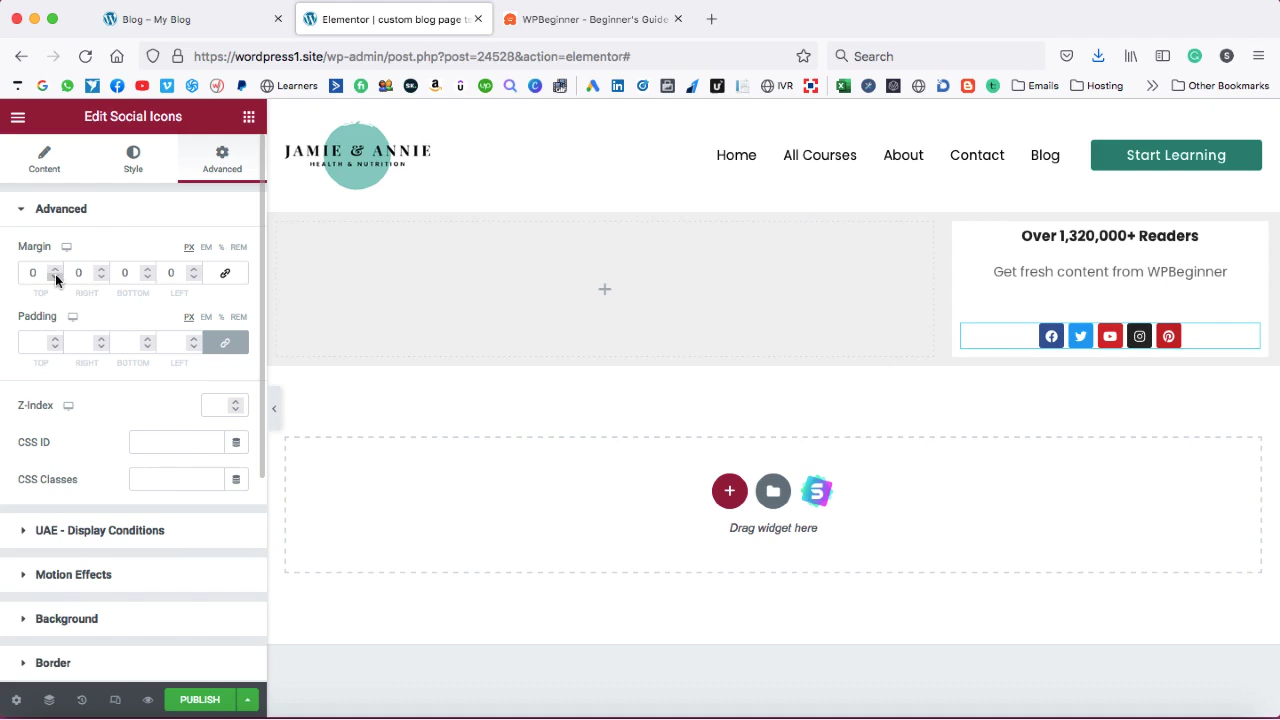 Blog – My Blog
Elementor | custom blog page te
WPBeginner - Beginner's Guide
https://wordpress1.site/wp-admin/post.php?post=24528&action=elementor#
Search
Learners
IVR
Emails
Hosting
Other Bookmarks
Edit Social Icons
Content
Style
Advanced
JAMIE & ANNIE
HEALTH & NUTRITION
Home
All Courses
About
Contact
Blog
Start Learning
Advanced
Margin
PX EM % REM
0 0 0 0
TOP RIGHT BOTTOM LEFT
Padding
PX EM % REM
TOP RIGHT BOTTOM LEFT
Z-Index
CSS ID
CSS Classes
UAE - Display Conditions
Motion Effects
Background
Border
PUBLISH
Over 1,320,000+ Readers
Get fresh content from WPBeginner
Drag widget here